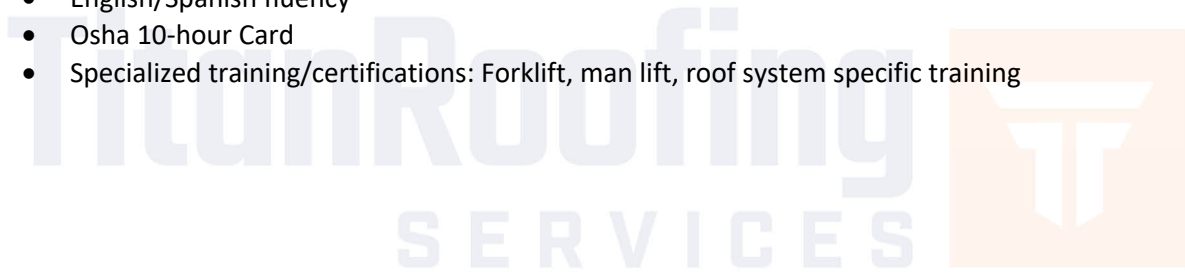 • English/Spanish fluency
• Osha 10-hour Card
• Specialized training/certifications: Forklift, man lift, roof system specific training
TitanRoofing
SERVICES